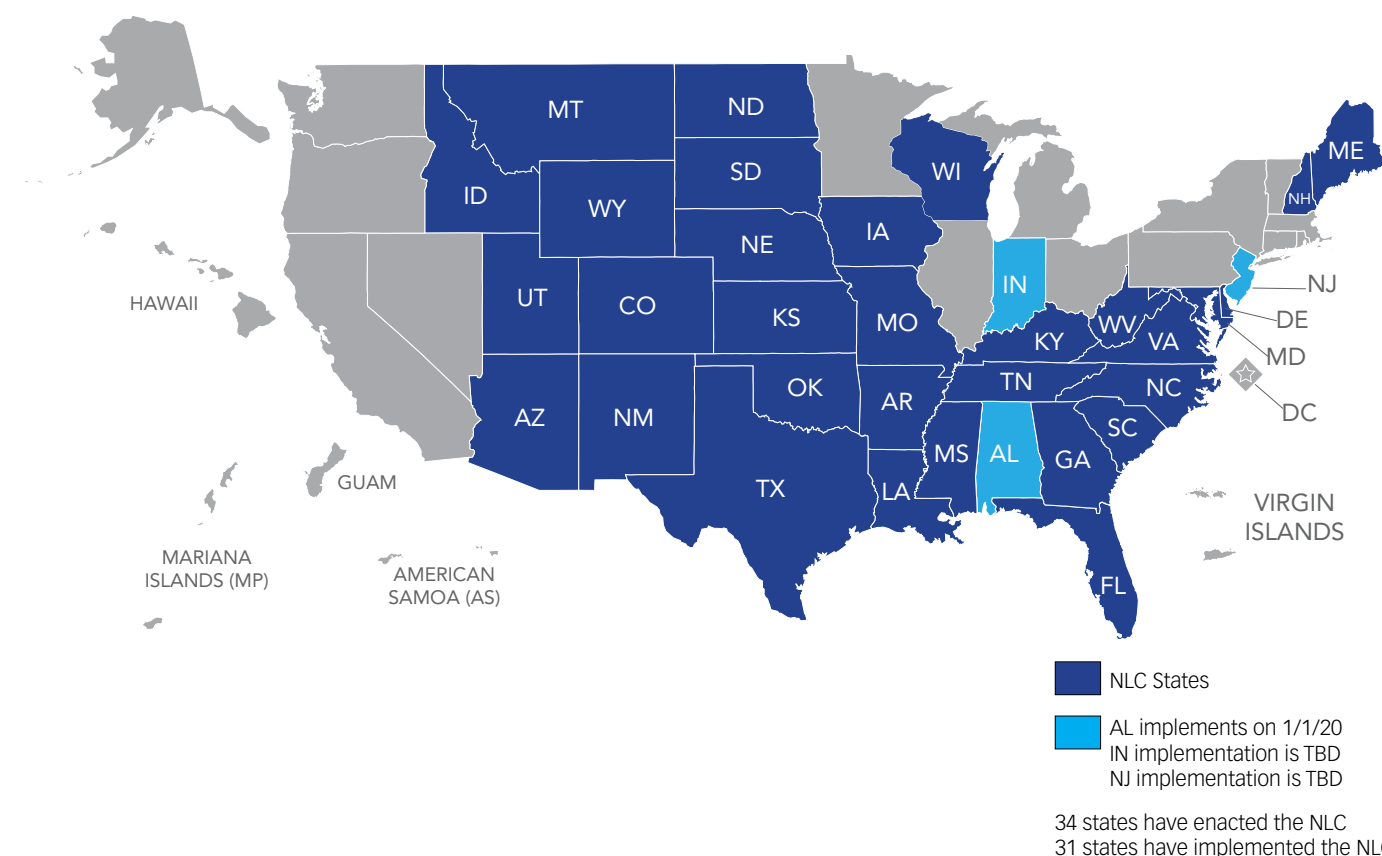 MT
ND
ME
SD
WI
ID
NH
WY
IA
NE
IN
NJ
UT
CO
HAWAII
KS
MO
DE
WV
KY
VA
MD
TN
OK
NC
AR
AZ
NM
DC
SC
MS
AL
GA
GUAM
TX
LA
VIRGIN
ISLANDS
MARIANA
ISLANDS (MP)
AMERICAN
SAMOA (AS)
FL
NLC States
AL implements on 1/1/20
IN implementation is TBD
NJ implementation is TBD
34 states have enacted the NLC
31 states have implemented the NLC